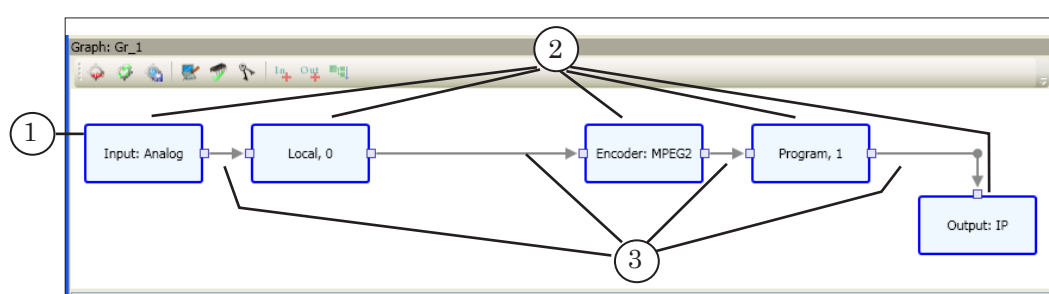 Graph: Gr_1
2
In Out
1
Input: Analog
Local, 0
Encoder: MPEG2
Program, 1
Output: IP
3